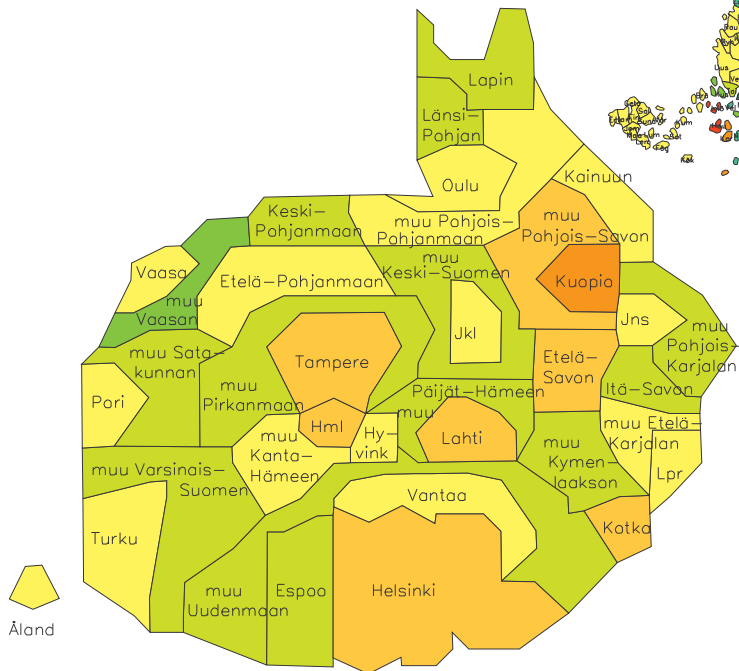 Lapin
Länsi-
Pohjan
Oulu
Kainuun
Keski-
Pohjanmaan
muu Pohjois-
Pohjanmaan
muu
Pohjois-Savon
Vaasa
muu
Vaasan
Etelä-Pohjanmaan
muu
Keski-Suomen
Kuopio
Jkl
Jns
muu
Pohjois-
Karjalan
muu Sata-
kunnan
Tampere
Etelä-
Savon
Itä-Savon
Pori
muu
Pirkanmaan
Päijät-Hämeen
muu
Hml
Hy-
vink
Lahti
muu
Kanta-
Hämeen
muu Etelä-
Karjalan
muu
Kymen-
laakson
Lpr
muu Varsinais-
Suomen
Vantaa
Turku
Kotka
muu
Uudenmaan
Espoo
Helsinki
Åland